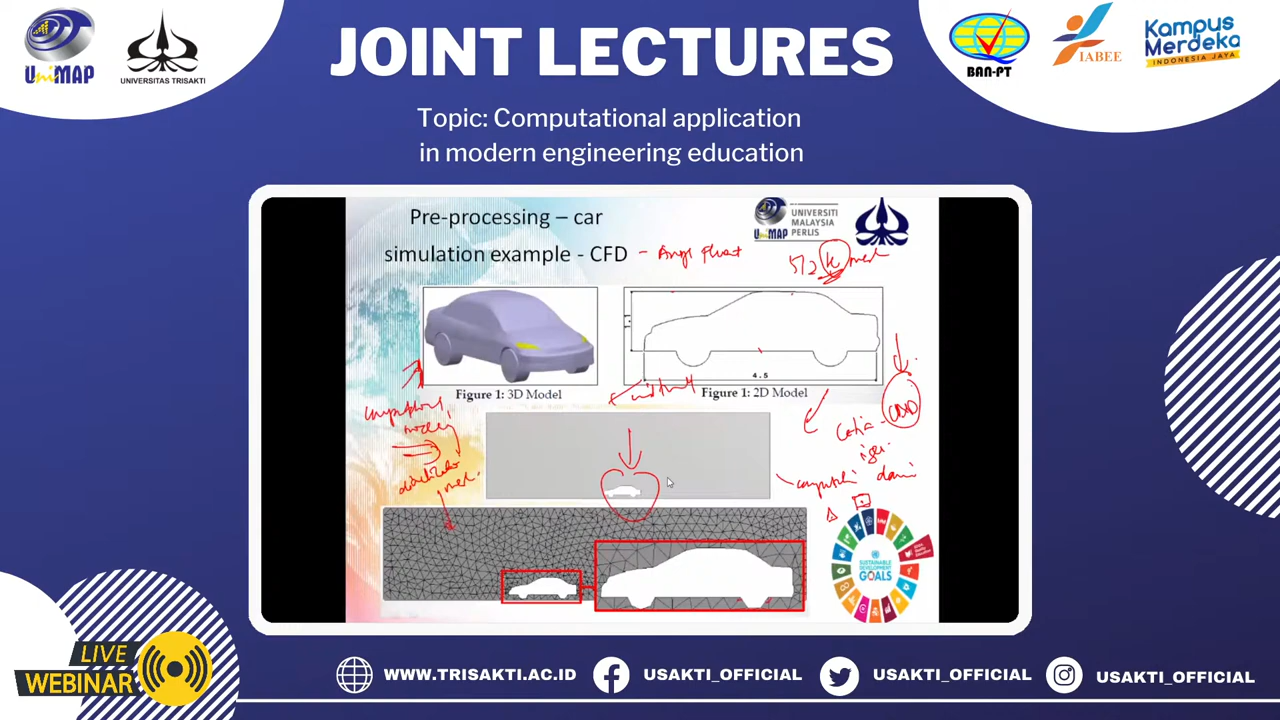 UniMAP
UNIVERSITAS TRISAKTI
JOINT LECTURES
BAN-PT
IABEE
Kampus
Merdeka
INDONESIA JAYA
Topic: Computational application
in modern engineering education
Pre-processing – car
simulation example - CFD
UniMAP
UNIVERSITI
MALAYSIA
PERLIS
4.5
Figure 1: 3D Model
Figure 1: 2D Model
SUSTAINABLE
DEVELOPMENT
GOALS
LIVE
WEBINAR
WWW.TRISAKTI.AC.ID
USAKTI_OFFICIAL
USAKTI_OFFICIAL
USAKTI_OFFICIAL